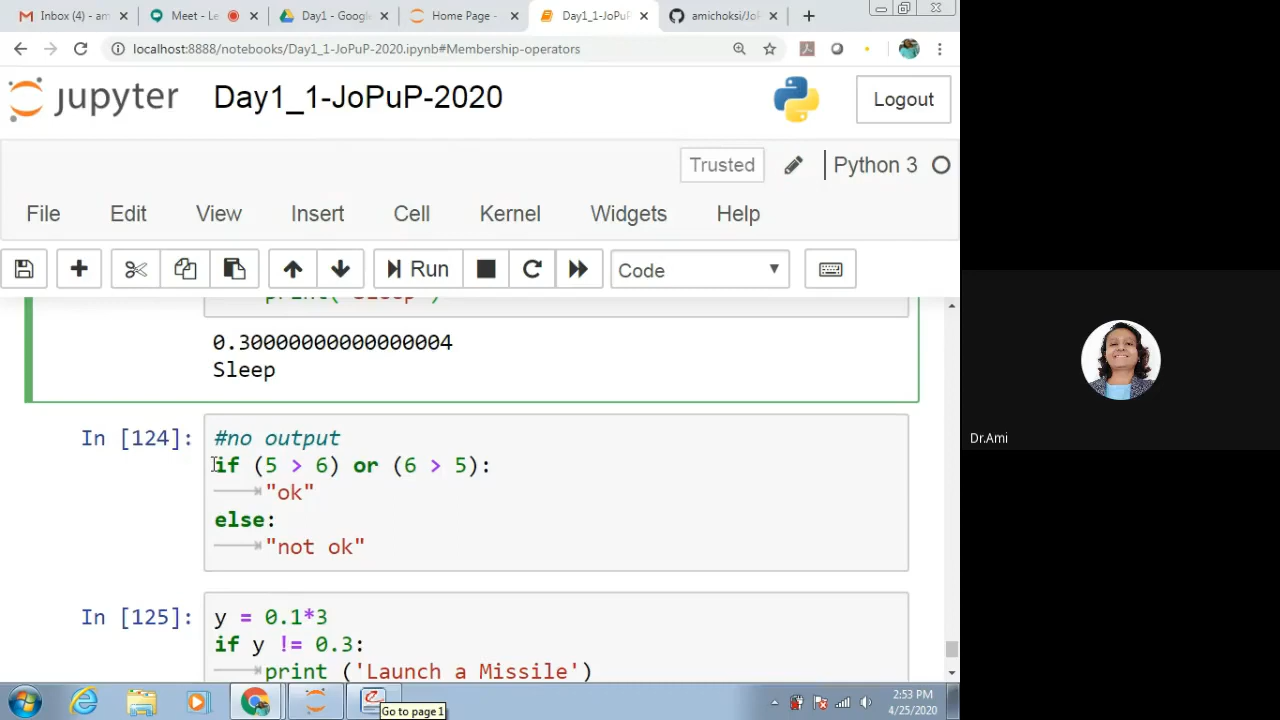 Inbox (4) - am
Meet - Le
Day1 - Google
Home Page -
Day1_1-JoPuP
amichoksi/JoP
localhost:8888/notebooks/Day1_1-JoPuP-2020.ipynb#Membership-operators
jupyter Day1_1-JoPuP-2020
Logout
Trusted
Python 3
File Edit View Insert Cell Kernel Widgets Help
Run
Code
print("Sleep")
0.30000000000000004
Sleep
In [124]: #no output
if (5 > 6) or (6 > 5):
"ok"
else:
"not ok"
In [125]: y = 0.1*3
if y != 0.3:
print ('Launch a Missile')
Dr.Ami
Go to page 1
2:53 PM
4/25/2020